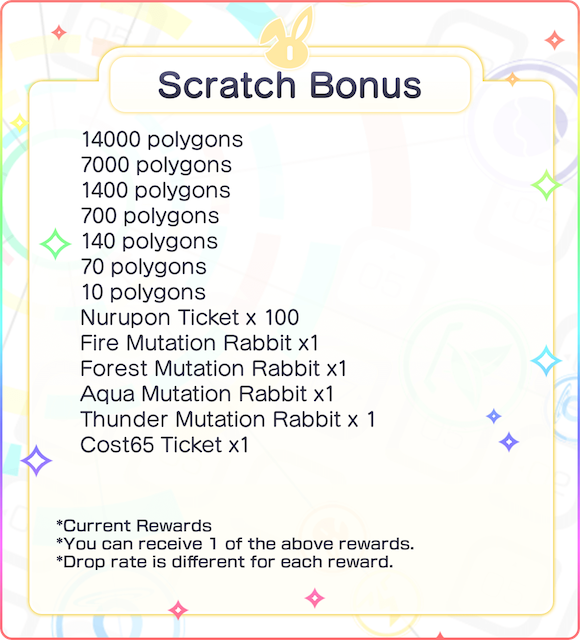 Scratch Bonus
14000 polygons
7000 polygons
1400 polygons
700 polygons
140 polygons
70 polygons
10 polygons
Nurupon Ticket x 100
Fire Mutation Rabbit x1
Forest Mutation Rabbit x1
Aqua Mutation Rabbit x1
Thunder Mutation Rabbit x 1
Cost65 Ticket x1
*Current Rewards
*You can receive 1 of the above rewards.
*Drop rate is different for each reward.